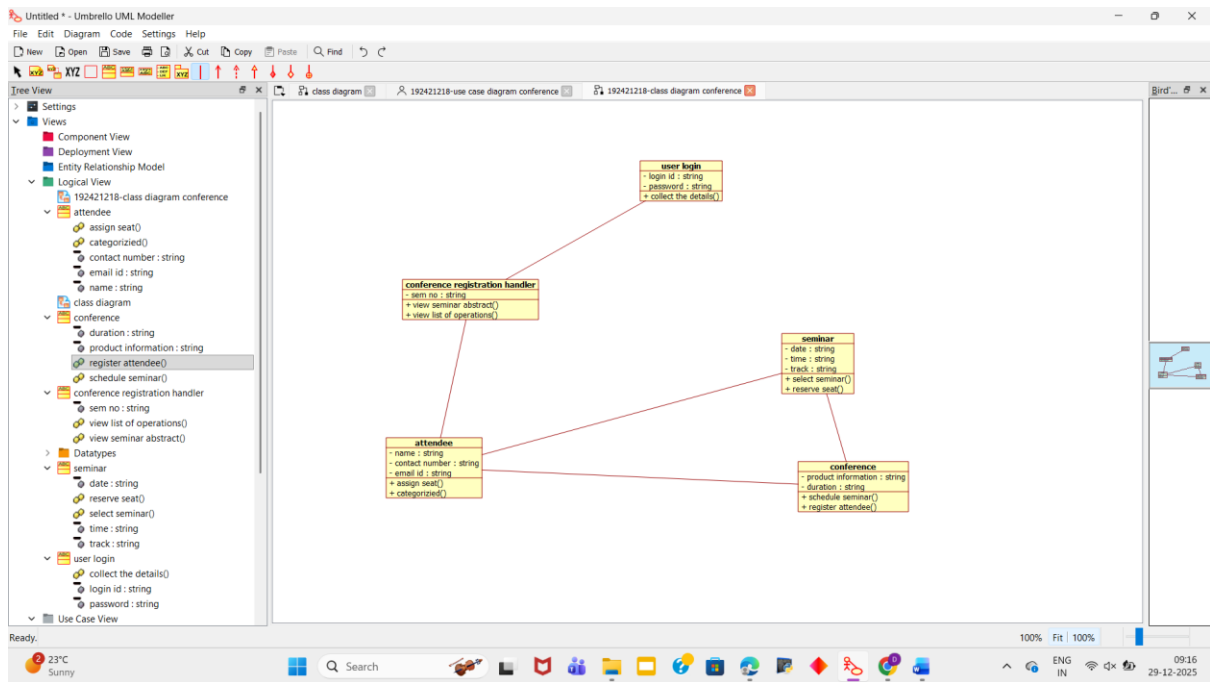 Untitled * - Umbrello UML Modeller
File Edit Diagram Code Settings Help
New Open Save Cut Copy Paste Find
XYZ
Tree View
class diagram 192421218-use case diagram conference 192421218-class diagram conference
Bird'...
Settings
Views
Component View
Deployment View
Entity Relationship Model
Logical View
192421218-class diagram conference
attendee
assign seat()
categorizied()
contact number : string
email id : string
name : string
class diagram
conference
duration : string
product information : string
register attendee()
schedule seminar()
conference registration handler
sem no : string
view list of operations()
view seminar abstract()
Datatypes
seminar
date : string
reserve seat()
select seminar()
time : string
track : string
user login
collect the details()
login id : string
password : string
Use Case View
user login
- login id : string
- password : string
+ collect the details()
conference registration handler
- sem no : string
+ view seminar abstract()
+ view list of operations()
seminar
- date : string
- time : string
- track : string
+ select seminar()
+ reserve seat()
attendee
- name : string
- contact number : string
- email id : string
+ assign seat()
+ categorizied()
conference
- product information : string
- duration : string
+ schedule seminar()
+ register attendee()
Ready.
100% Fit 100%
2
23°C
Sunny
Search
ENG
IN
09:16
29-12-2025